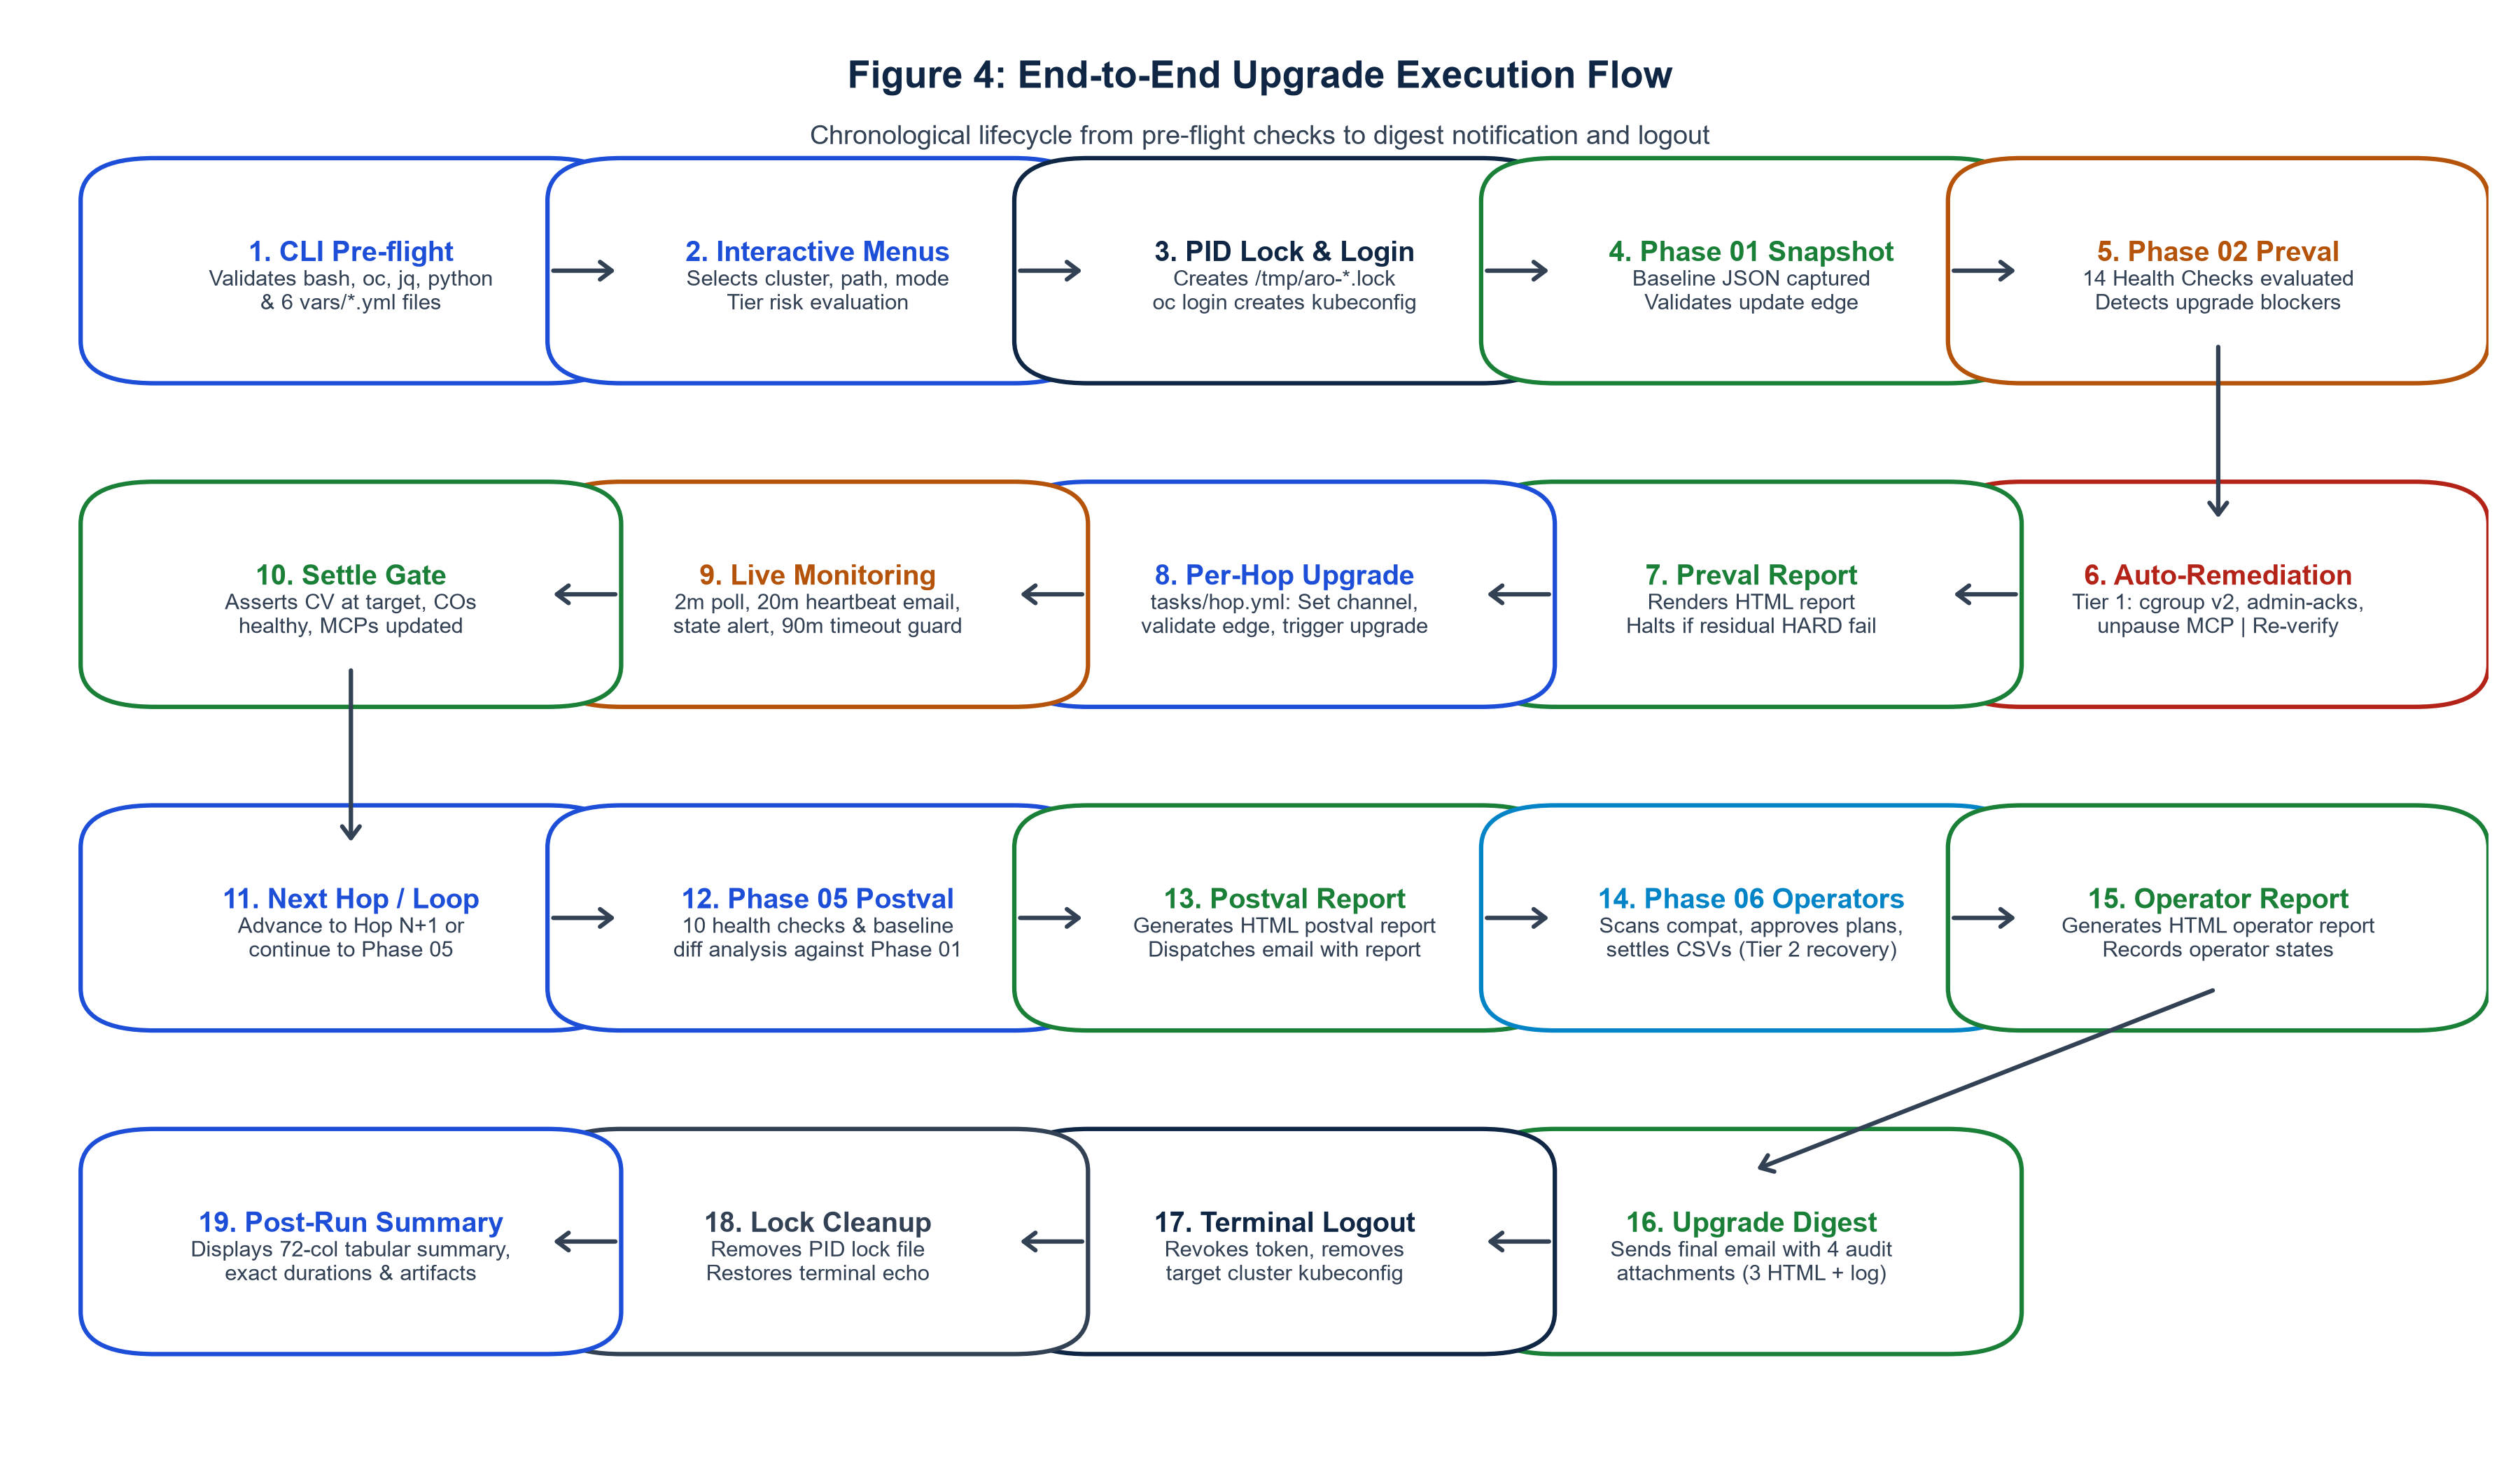 Figure 4: End-to-End Upgrade Execution Flow
Chronological lifecycle from pre-flight checks to digest notification and logout
1. CLI Pre-flight
Validates bash, oc, jq, python
& 6 vars/*.yml files
2. Interactive Menus
Selects cluster, path, mode
Tier risk evaluation
3. PID Lock & Login
Creates /tmp/aro-*.lock
oc login creates kubeconfig
4. Phase 01 Snapshot
Baseline JSON captured
Validates update edge
5. Phase 02 Preval
14 Health Checks evaluated
Detects upgrade blockers
6. Auto-Remediation
Tier 1: cgroup v2, admin-acks,
unpause MCP | Re-verify
7. Preval Report
Renders HTML report
Halts if residual HARD fail
8. Per-Hop Upgrade
tasks/hop.yml: Set channel,
validate edge, trigger upgrade
9. Live Monitoring
2m poll, 20m heartbeat email,
state alert, 90m timeout guard
10. Settle Gate
Asserts CV at target, COs
healthy, MCPs updated
11. Next Hop / Loop
Advance to Hop N+1 or
continue to Phase 05
12. Phase 05 Postval
10 health checks & baseline
diff analysis against Phase 01
13. Postval Report
Generates HTML postval report
Dispatches email with report
14. Phase 06 Operators
Scans compat, approves plans,
settles CSVs (Tier 2 recovery)
15. Operator Report
Generates HTML operator report
Records operator states
16. Upgrade Digest
Sends final email with 4 audit
attachments (3 HTML + log)
17. Terminal Logout
Revokes token, removes
target cluster kubeconfig
18. Lock Cleanup
Removes PID lock file
Restores terminal echo
19. Post-Run Summary
Displays 72-col tabular summary,
exact durations & artifacts